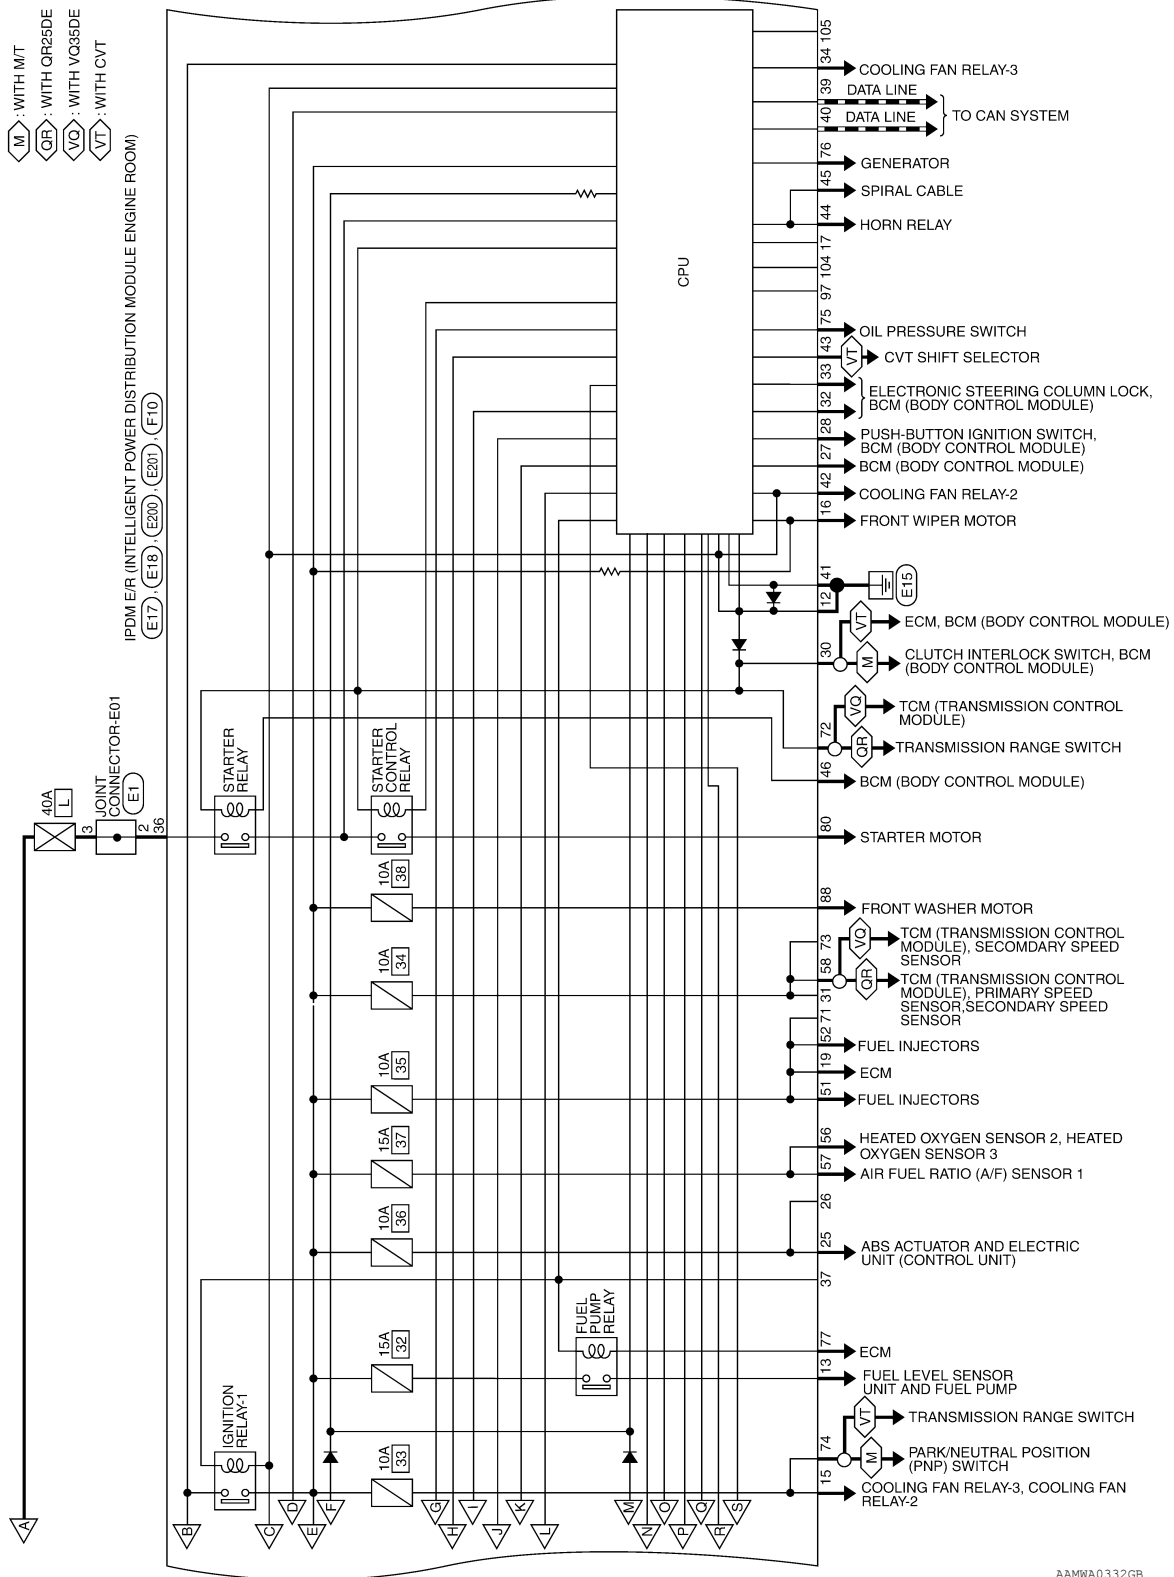 M : WITH M/T
QR : WITH QR25DE
VQ : WITH VQ35DE
VT : WITH CVT
IPDM E/R (INTELLIGENT POWER DISTRIBUTION MODULE ENGINE ROOM)
E17 , E18 , E200 , E201 , F10
CPU
105
34
COOLING FAN RELAY-3
39
DATA LINE
40
DATA LINE
TO CAN SYSTEM
76
GENERATOR
45
SPIRAL CABLE
44
HORN RELAY
17
104
97
75
OIL PRESSURE SWITCH
43
VT
CVT SHIFT SELECTOR
33
32
ELECTRONIC STEERING COLUMN LOCK,
BCM (BODY CONTROL MODULE)
28
PUSH-BUTTON IGNITION SWITCH,
BCM (BODY CONTROL MODULE)
27
BCM (BODY CONTROL MODULE)
42
COOLING FAN RELAY-2
16
FRONT WIPER MOTOR
41
12
E15
30
VT
ECM, BCM (BODY CONTROL MODULE)
M
CLUTCH INTERLOCK SWITCH, BCM
(BODY CONTROL MODULE)
72
VQ
TCM (TRANSMISSION CONTROL
MODULE)
QR
TRANSMISSION RANGE SWITCH
46
BCM (BODY CONTROL MODULE)
40A
L
3
JOINT
CONNECTOR-E01
E1
2
36
STARTER
RELAY
STARTER
CONTROL
RELAY
80
STARTER MOTOR
10A
38
88
FRONT WASHER MOTOR
10A
34
73
58
31
VQ
TCM (TRANSMISSION CONTROL
MODULE), SECOMDARY SPEED
SENSOR
QR
TCM (TRANSMISSION CONTROL
MODULE), PRIMARY SPEED
SENSOR,SECONDARY SPEED
SENSOR
71
52
FUEL INJECTORS
10A
35
19
ECM
51
FUEL INJECTORS
15A
37
56
HEATED OXYGEN SENSOR 2, HEATED
OXYGEN SENSOR 3
57
AIR FUEL RATIO (A/F) SENSOR 1
26
10A
36
25
ABS ACTUATOR AND ELECTRIC
UNIT (CONTROL UNIT)
37
FUEL
PUMP
RELAY
77
ECM
15A
32
13
FUEL LEVEL SENSOR
UNIT AND FUEL PUMP
IGNITION
RELAY-1
10A
33
74
VT
TRANSMISSION RANGE SWITCH
M
PARK/NEUTRAL POSITION
(PNP) SWITCH
15
COOLING FAN RELAY-3, COOLING FAN
RELAY-2
A
B
C
D
E
F
G
H
I
J
K
L
M
N
O
P
Q
R
S
AAMWA0332GB